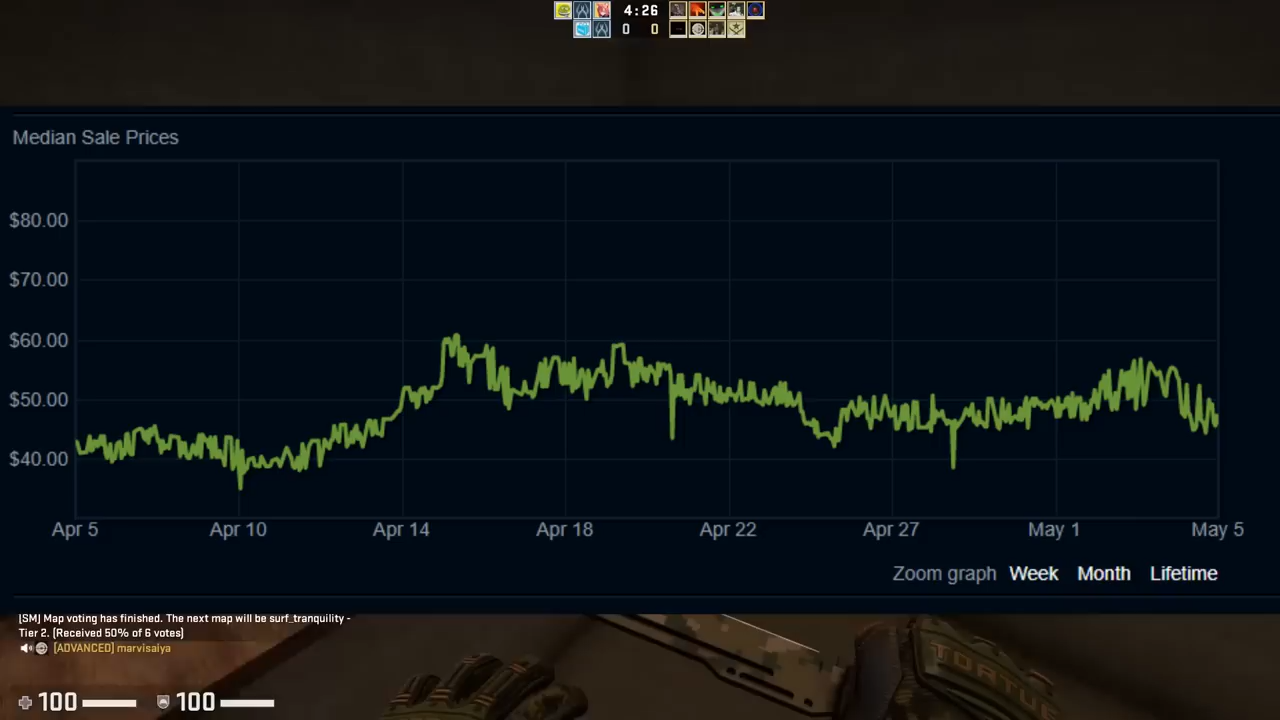 4:26
0 0
Median Sale Prices
$80.00
$70.00
$60.00
$50.00
$40.00
Apr 5 Apr 10 Apr 14 Apr 18 Apr 22 Apr 27 May 1 May 5
Zoom graph Week Month Lifetime
[SM] Map voting has finished. The next map will be surf_tranquility -
Tier 2. [Received 50% of 6 votes)
[ADVANCED] marvisaiya
100 100
TORTUE